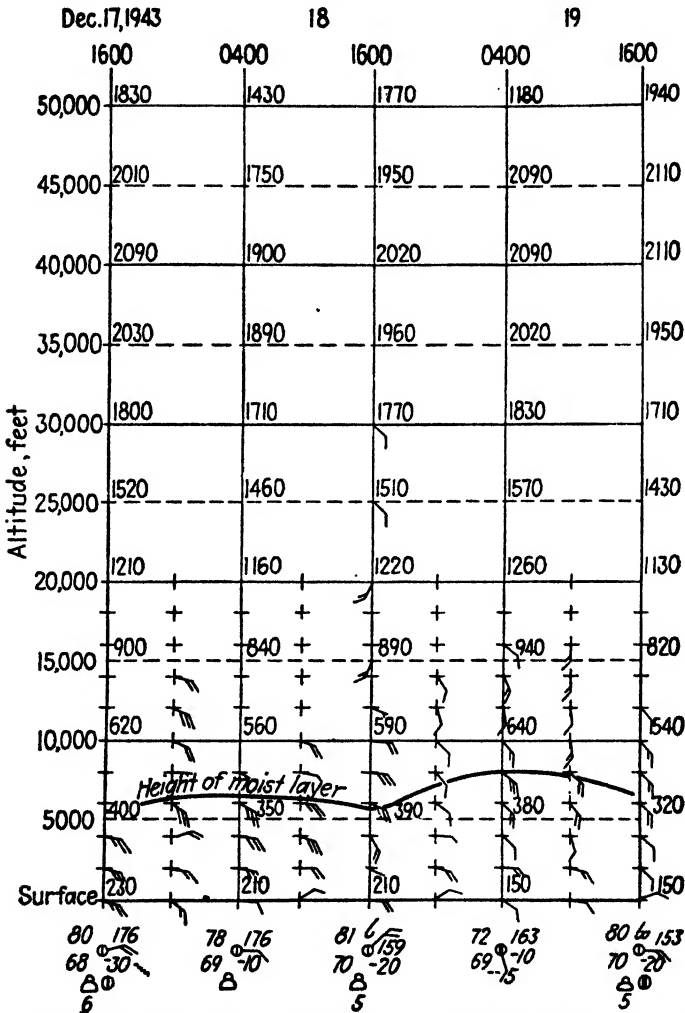 Dec.17,1943 18 19
1600 0400 1600 0400 1600
50,000 1830 1430 1770 1180 1940
45,000 2010 1750 1950 2090 2110
40,000 2090 1900 2020 2090 2110
35,000 2030 1890 1960 2020 1950
30,000 1800 1710 1770 1830 1710
25,000 1520 1460 1510 1570 1430
Altitude, feet
20,000 1210 1160 1220 1260 1130
15,000 900 840 890 940 820
10,000 620 560 590 640 540
Height of moist layer
5000 400 350 390 380 320
Surface 230 210 210 150 150
80 176 78 176 81 159 72 163 80 153
68 -30 69 -10 70 -20 69 -10 70 -20
-15
6 5 5